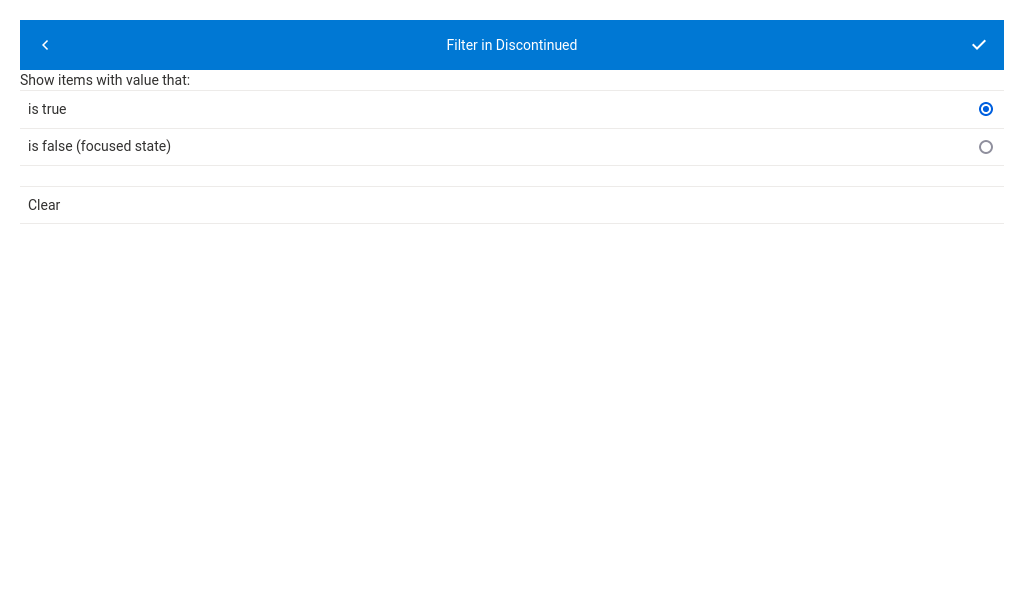 Filter in Discontinued
Show items with value that:
is true
is false (focused state)
Clear